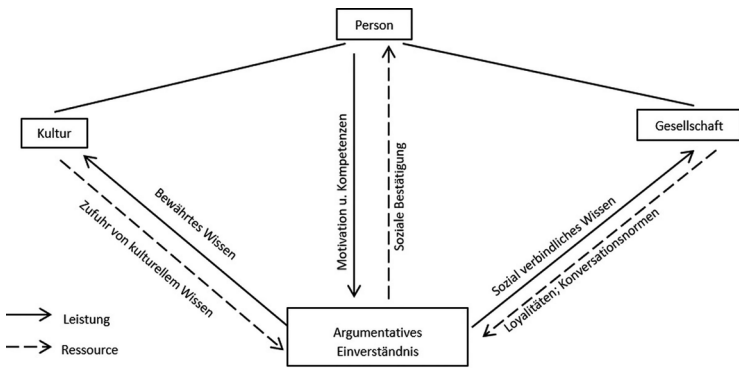 Person
Kultur
Gesellschaft
Bewährtes Wissen
Zufuhr von kulturellem Wissen
Motivation u. Kompetenzen
Soziale Bestätigung
Sozial verbindliches Wissen
Loyalitäten; Konversationsnormen
Leistung
Ressource
Argumentatives
Einverständnis